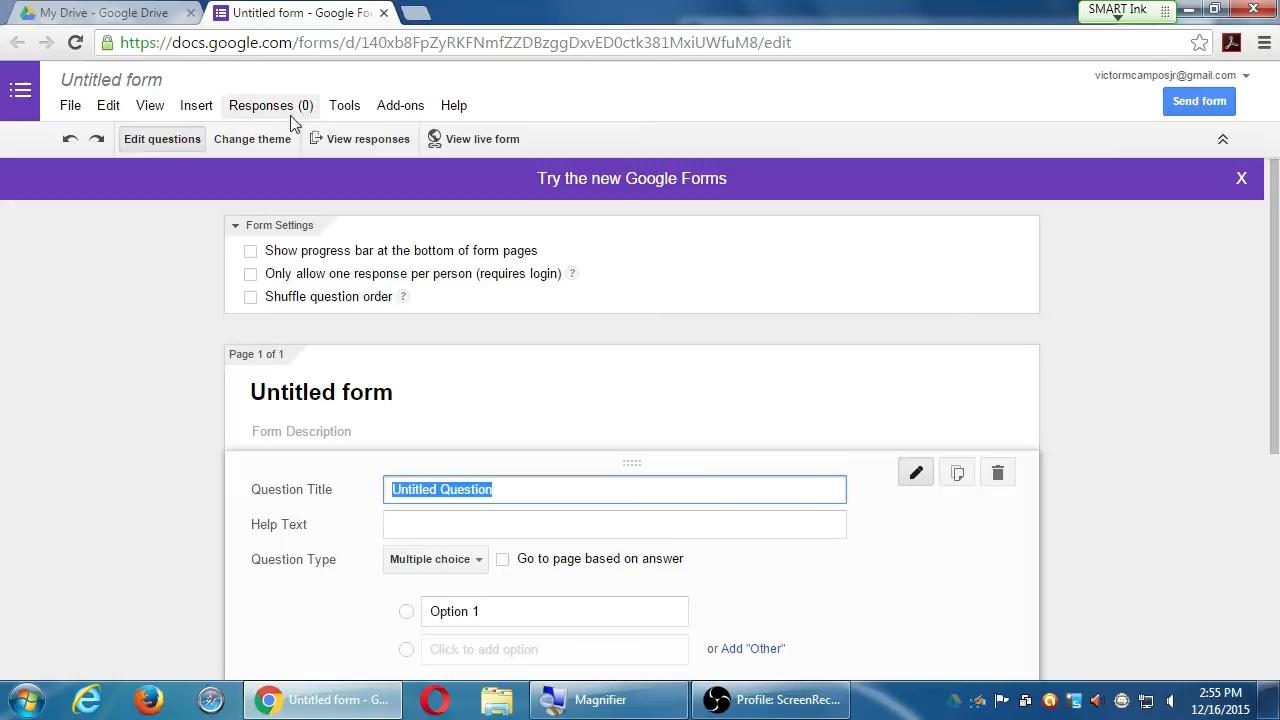 My Drive - Google Drive
Untitled form - Google Fo
SMART Ink
https://docs.google.com/forms/d/140xb8FpZyRKFNmfZZDRzggDxvED0ctk381MxiUWfuM8/edit
Untitled form
victormcamposjr@gmail.com
File Edit View Insert Responses (0) Tools Add-ons Help
Send form
Edit questions Change theme View responses View live form
Try the new Google Forms X
Form Settings
Show progress bar at the bottom of form pages
Only allow one response per person (requires login) ?
Shuffle question order ?
Page 1 of 1
Untitled form
Form Description
Question Title Untitled Question
Help Text
Question Type Multiple choice Go to page based on answer
Option 1
Click to add option or Add "Other"
Untitled form - G... Magnifier Profile: ScreenRec...
2:55 PM
12/16/2015